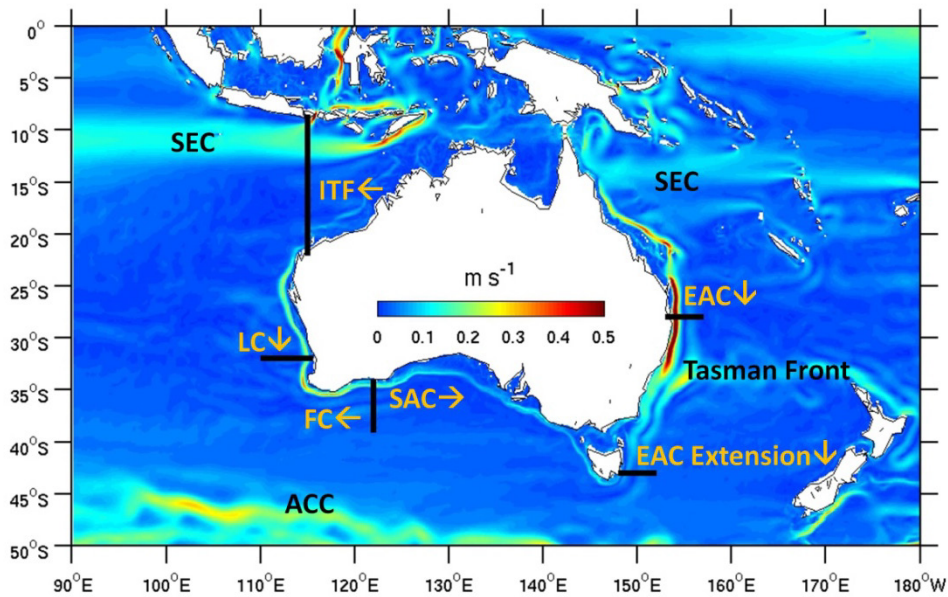 0°
5°S
10°S
15°S
20°S
25°S
30°S
35°S
40°S
45°S
50°S
SEC
ITF←
SEC
m s⁻¹
0 0.1 0.2 0.3 0.4 0.5
EAC↓
LC↓
Tasman Front
FC←
SAC→
EAC Extension↓
ACC
90°E 100°E 110°E 120°E 130°E 140°E 150°E 160°E 170°E 180°E